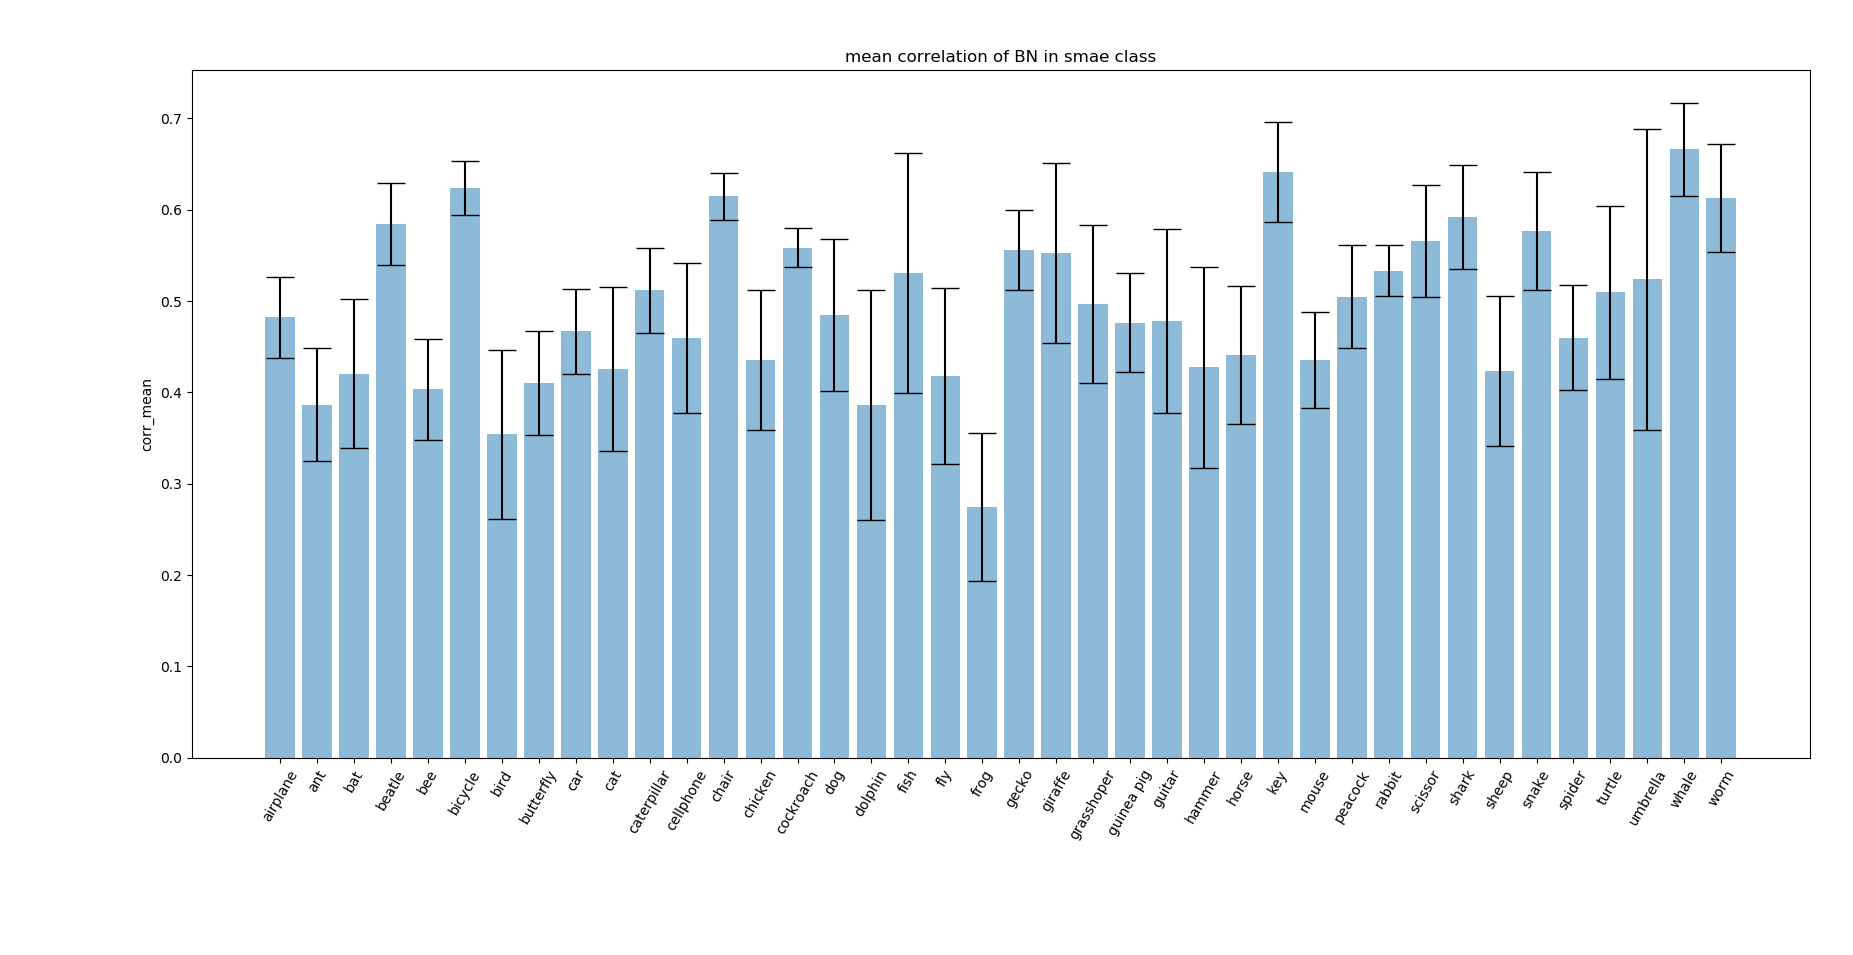 mean correlation of BN in smae class
corr_mean
0.7
0.6
0.5
0.4
0.3
0.2
0.1
0.0
airplane
ant
bat
beatle
bee
bicycle
bird
butterfly
car
cat
caterpillar
cellphone
chair
chicken
cockroach
dog
dolphin
fish
fly
frog
gecko
giraffe
grasshoper
guinea pig
guitar
hammer
horse
key
mouse
peacock
rabbit
scissor
shark
sheep
snake
spider
turtle
umbrella
whale
worn